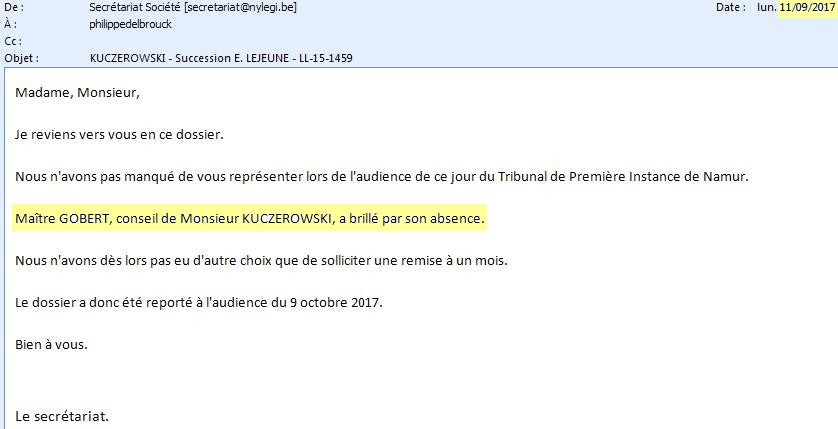 De : Secrétariat Société [secretariat@nylegi.be] Date : lun. 11/09/2017
À : philippedelbrouck
Cc :
Objet : KUCZEROWSKI - Succession E. LEJEUNE - LL-15-1459
Madame, Monsieur,
Je reviens vers vous en ce dossier.
Nous n'avons pas manqué de vous représenter lors de l'audience de ce jour du Tribunal de Première Instance de Namur.
Maître GOBERT, conseil de Monsieur KUCZEROWSKI, a brillé par son absence.
Nous n'avons dès lors pas eu d'autre choix que de solliciter une remise à un mois.
Le dossier a donc été reporté à l'audience du 9 octobre 2017.
Bien à vous.
Le secrétariat.